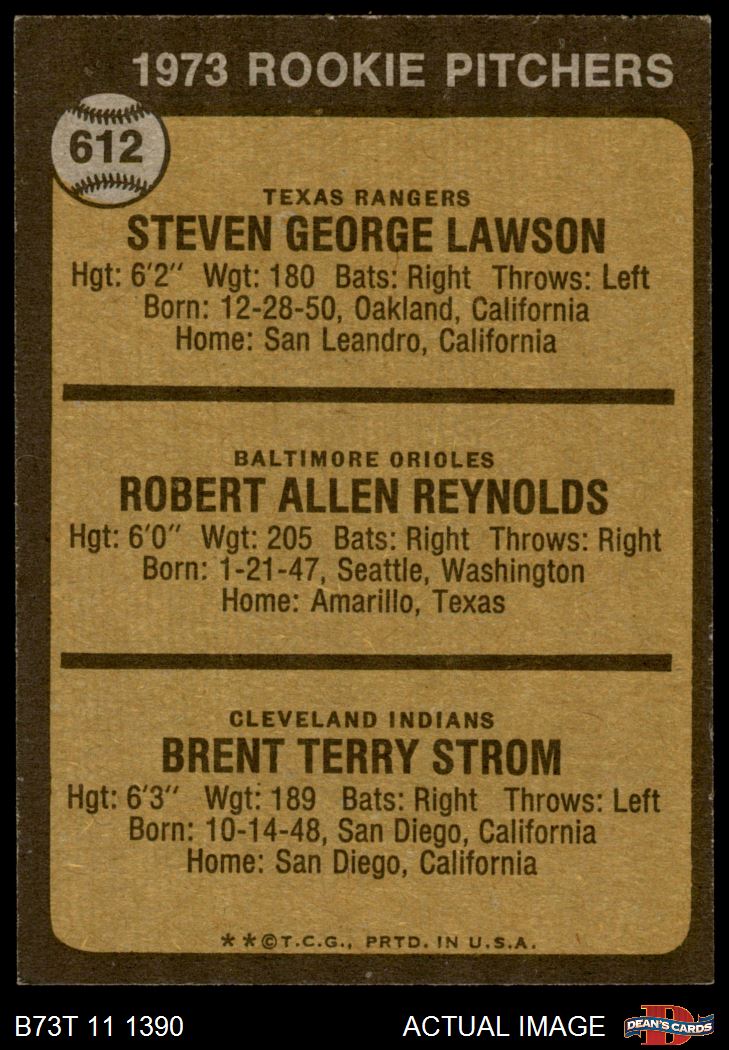 1973 ROOKIE PITCHERS
612
TEXAS RANGERS
STEVEN GEORGE LAWSON
Hgt: 6'2" Wgt: 180 Bats: Right Throws: Left
Born: 12-28-50, Oakland, California
Home: San Leandro, California
BALTIMORE ORIOLES
ROBERT ALLEN REYNOLDS
Hgt: 6'0" Wgt: 205 Bats: Right Throws: Right
Born: 1-21-47, Seattle, Washington
Home: Amarillo, Texas
CLEVELAND INDIANS
BRENT TERRY STROM
Hgt: 6'3" Wgt: 189 Bats: Right Throws: Left
Born: 10-14-48, San Diego, California
Home: San Diego, California
**©T.C.G., PRTD. IN U.S.A.
B73T 11 1390 ACTUAL IMAGE D DEAN'S CARDS